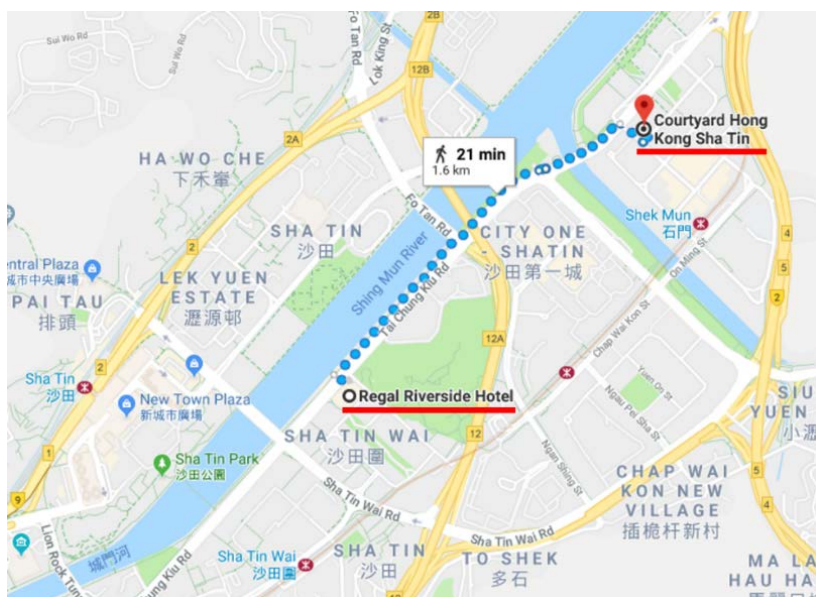 Sui Wo Rd
Fo Tan Rd
Lok King St
12B
2A
Courtyard Hong
Kong Sha Tin
21 min
1.6 km
HA WO CHE
下禾輋
Fo Tan Rd
2
SHA TIN
沙田
CITY ONE
- SHATIN
沙田第一城
Shek Mun
石門
On Ming St
4
5
2
Central Plaza
城市中央廣場
PAI TAU
排頭
LEK YUEN
ESTATE
瀝源邨
Shing Mun River
Tai Chung Kiu Rd
12A
Chap Wai Kon St
2
Sha Tin
沙田
New Town Plaza
新城市廣場
Regal Riverside Hotel
Yuen On St
Ngau Pei Sha St
SIU
YUEN
小瀝
1
Sha Tin Park
沙田公園
SHA TIN WAI
沙田圍
12
Ngan Shing St
CHAP WAI
KON NEW
VILLAGE
插桅杆新村
5
4
9
Sha Tin Wai Rd
Sha Tin Wai Rd
Lion Rock Tun
城門河
Chung Kiu Rd
Sha Tin Wai
沙田圍
SHA TIN
沙田
TO SHEK
多石
MA LA
HAU HA